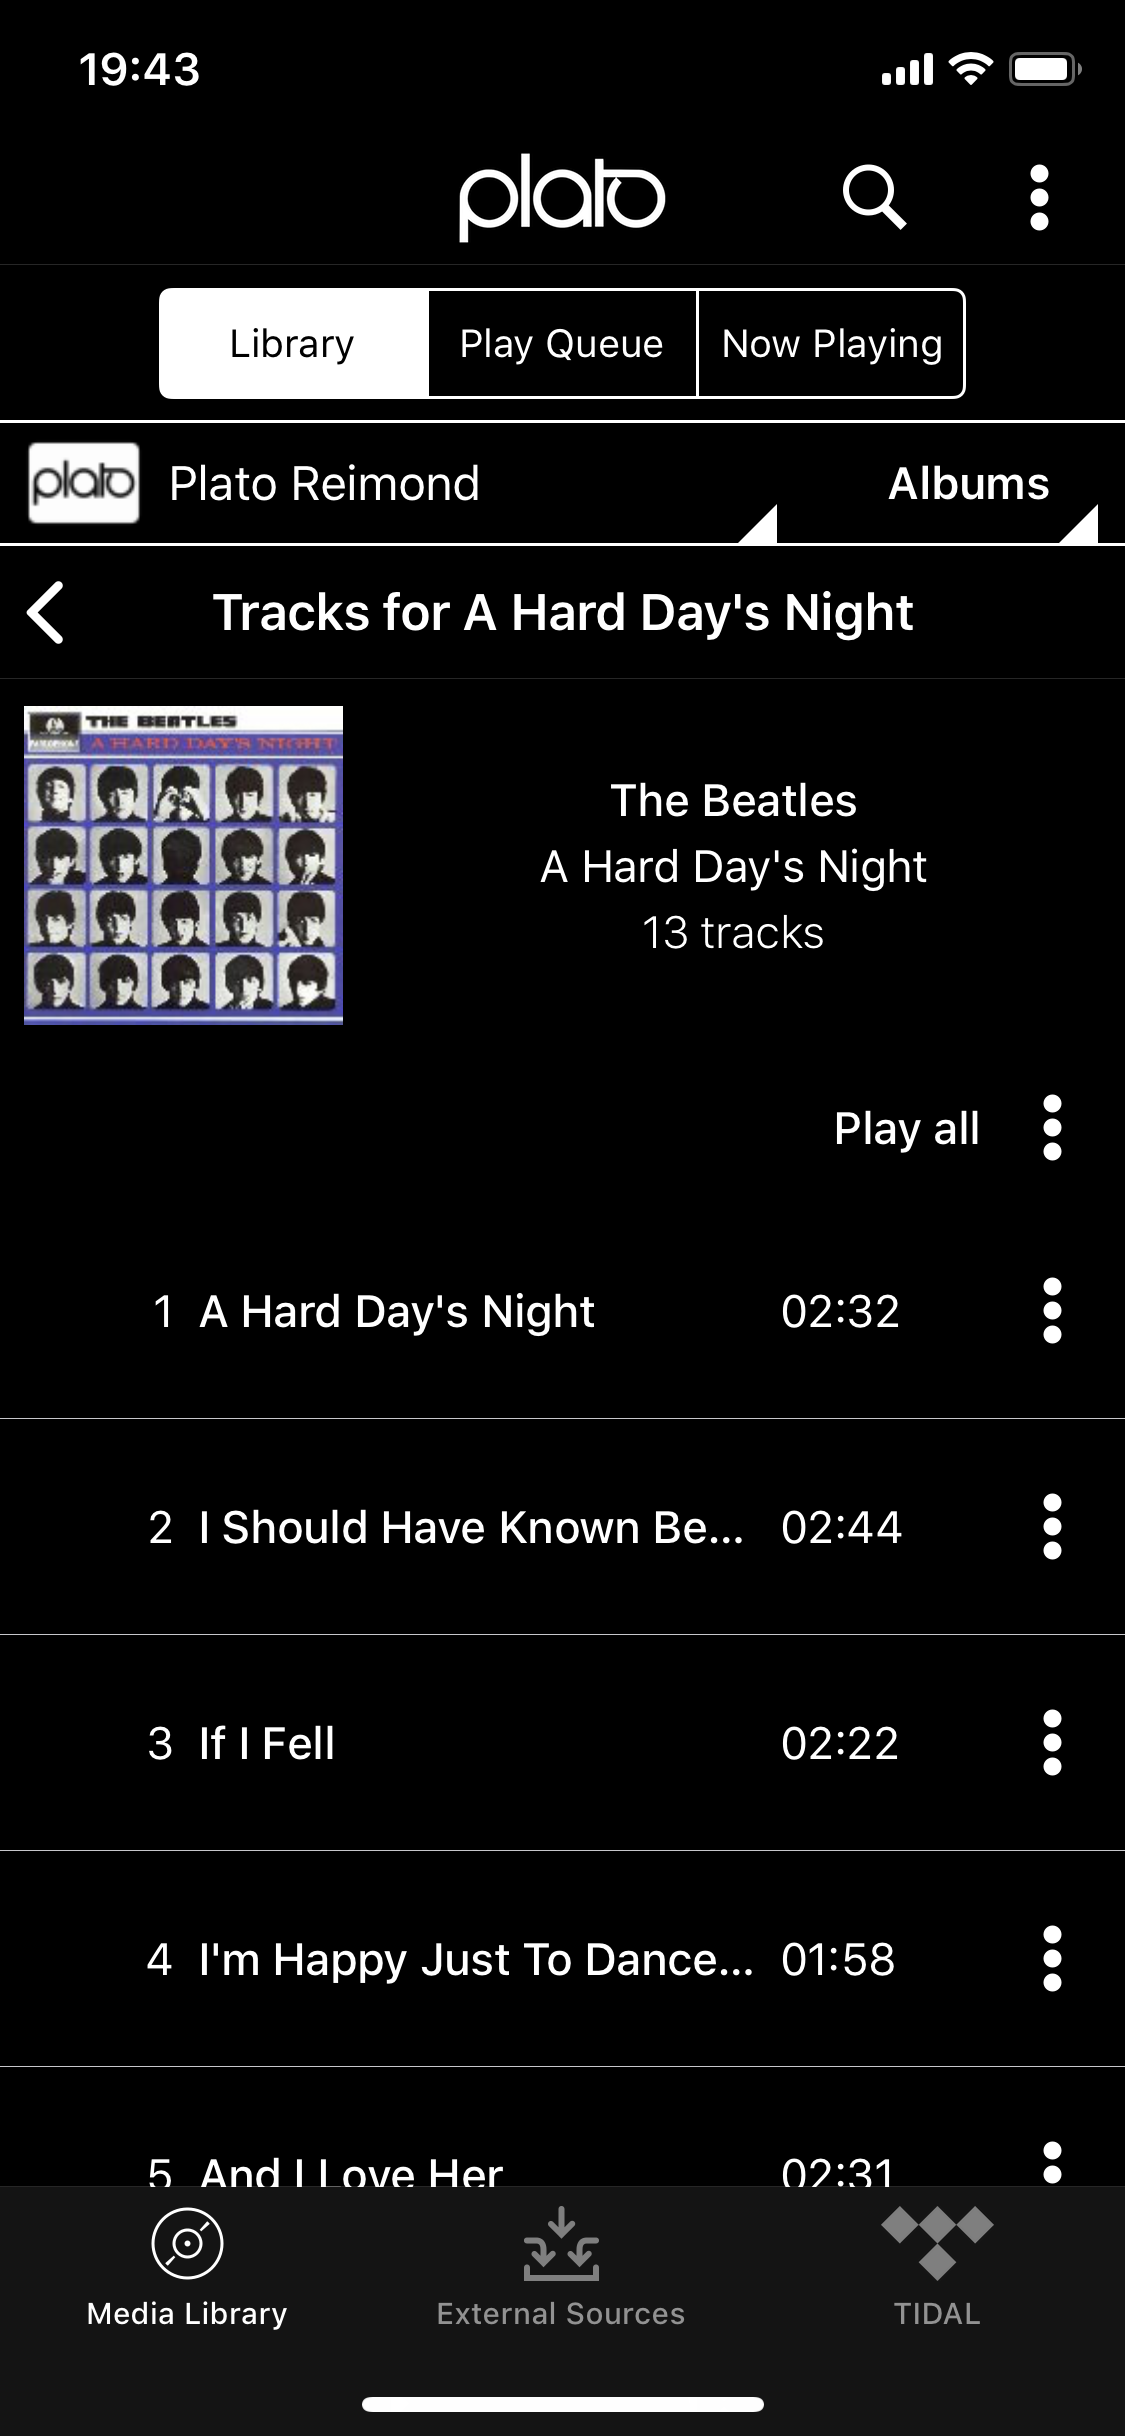 19:43
plato
Library Play Queue Now Playing
plato Plato Reimond Albums
Tracks for A Hard Day's Night
THE BEATLES
A HARD DAY'S NIGHT
The Beatles
A Hard Day's Night
13 tracks
Play all
1 A Hard Day's Night 02:32
2 I Should Have Known Be... 02:44
3 If I Fell 02:22
4 I'm Happy Just To Dance... 01:58
5 And I Love Her 02:31
Media Library External Sources TIDAL